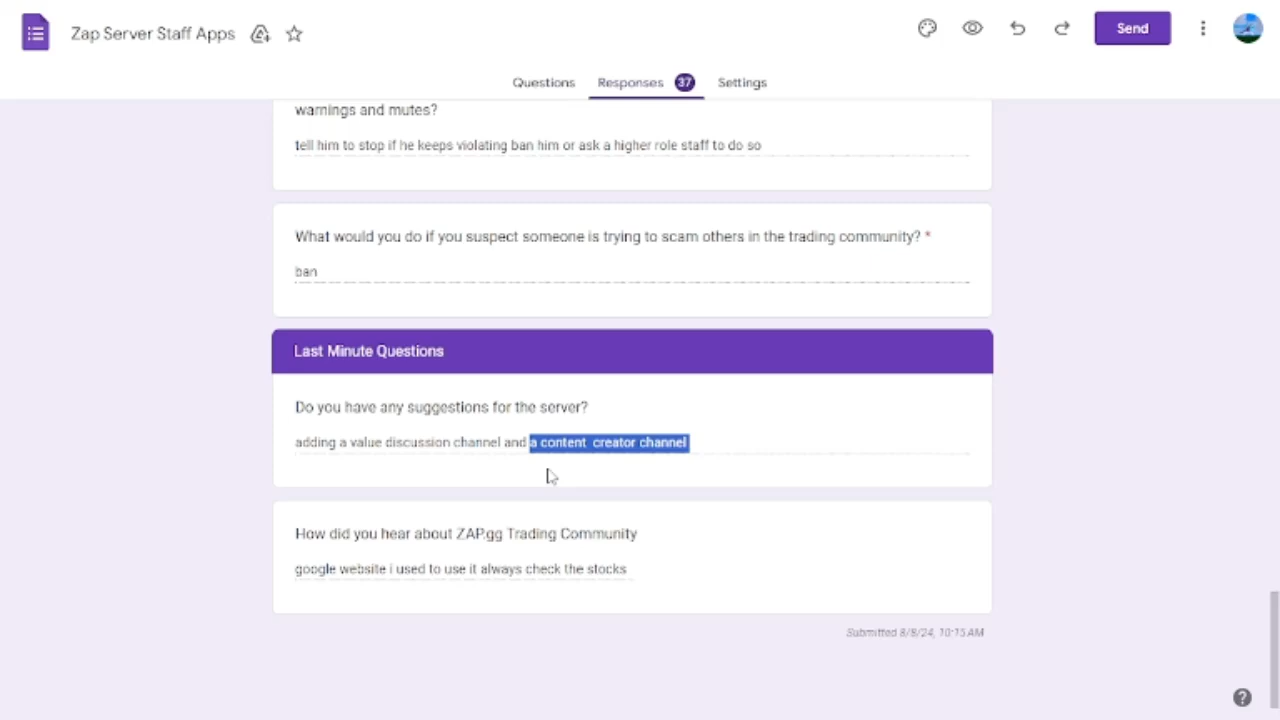 Zap Server Staff Apps
Send
Questions Responses 37 Settings
warnings and mutes?
tell him to stop if he keeps violating ban him or ask a higher role staff to do so
What would you do if you suspect someone is trying to scam others in the trading community? *
ban
Last Minute Questions
Do you have any suggestions for the server?
adding a value discussion channel and a content creator channel
How did you hear about ZAP.gg Trading Community
google website i used to use it always check the stocks
Submitted 8/8/24, 10:15 AM